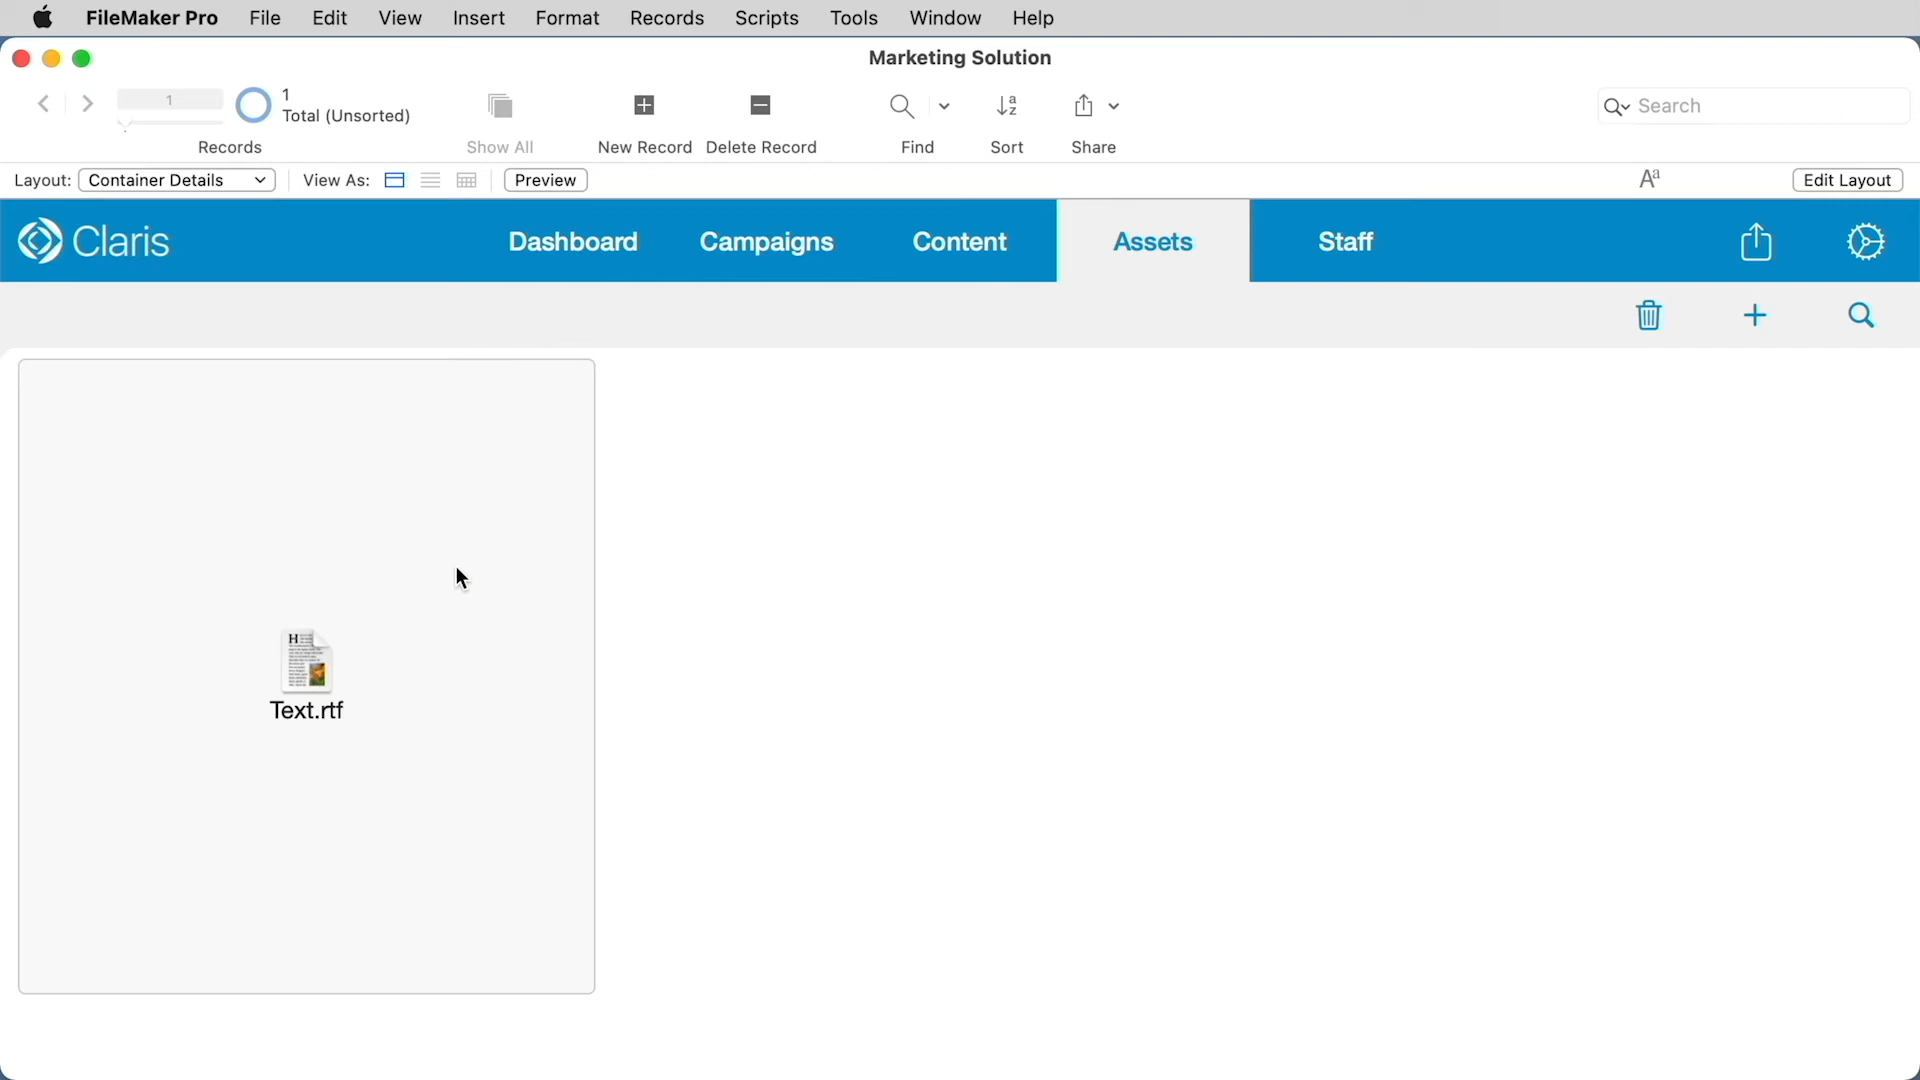 FileMaker Pro File Edit View Insert Format Records Scripts Tools Window Help
Marketing Solution
1
1
Total (Unsorted)
Records
Show All
New Record
Delete Record
Find
Sort
Share
Search
Layout: Container Details
View As:
Preview
Aa
Edit Layout
Claris
Dashboard
Campaigns
Content
Assets
Staff
Text.rtf